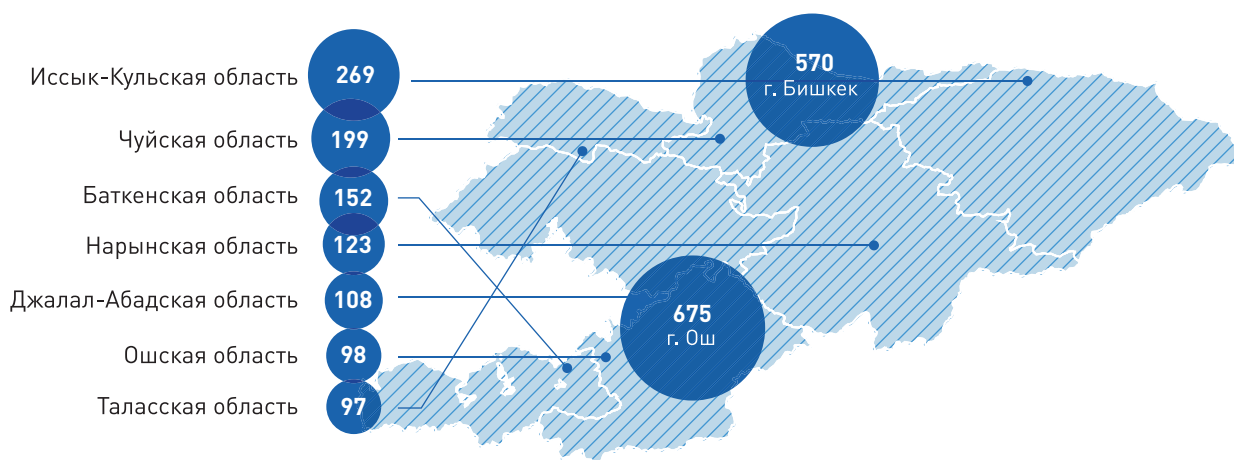 Иссык-Кульская область 269
570
г. Бишкек
Чуйская область 199
Баткенская область 152
Нарынская область 123
Джалал-Абадская область 108
675
г. Ош
Ошская область 98
Таласская область 97